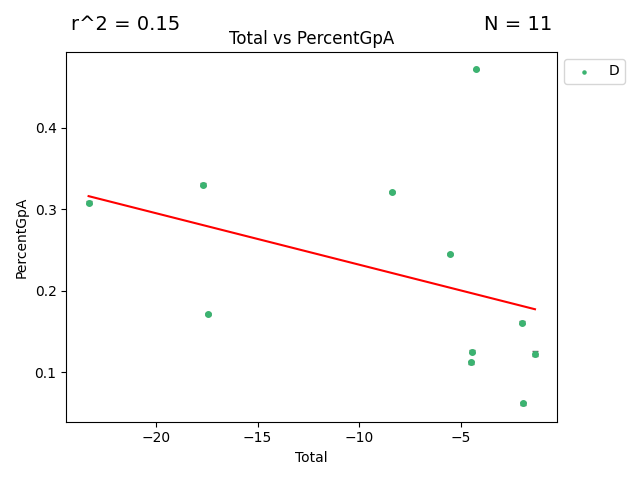 r^2 = 0.15
N = 11
Total vs PercentGpA
D
0.4
0.3
0.2
0.1
PercentGpA
−20
−15
−10
−5
Total